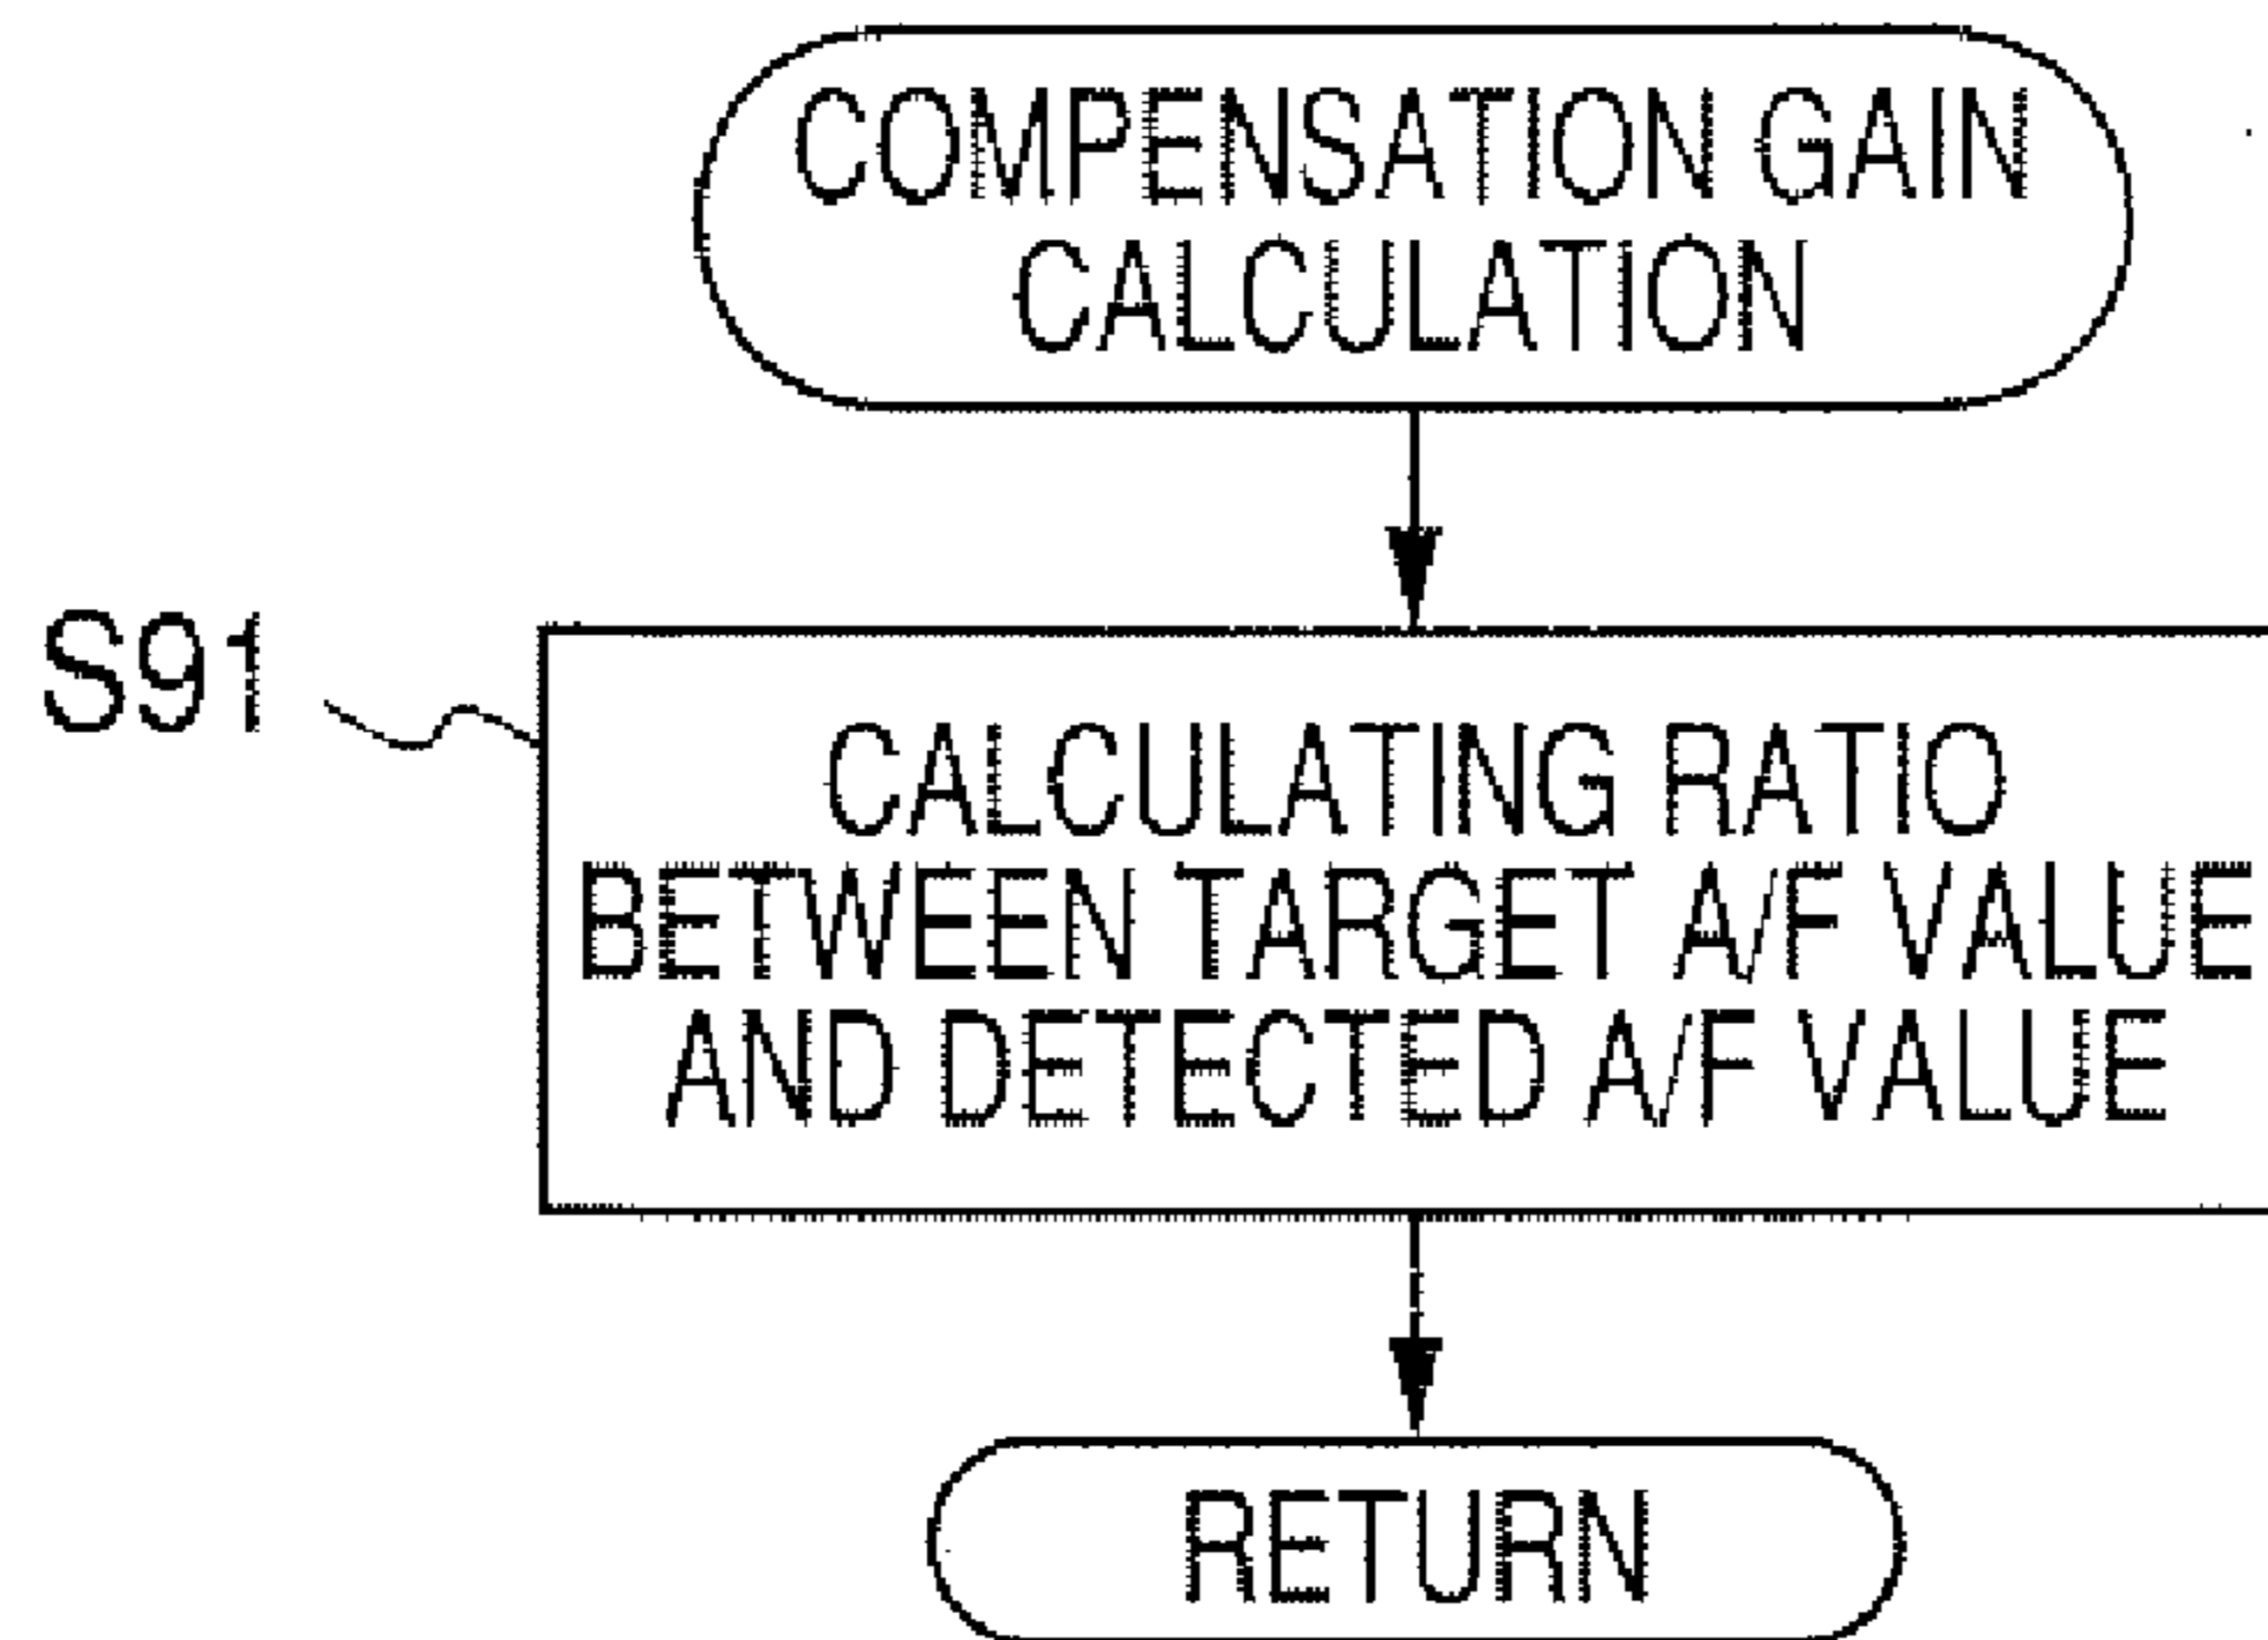 COMPENSATION GAIN
CALCULATION
S91
CALCULATING RATIO
BETWEEN TARGET A/F VALUE
AND DETECTED A/F VALUE
RETURN